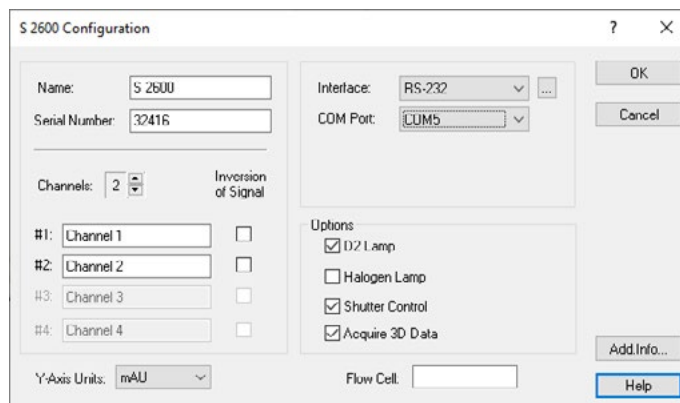 S 2600 Configuration
? X
Name: S 2600
Serial Number: 32416
Channels: 2
Inversion
of Signal
#1: Channel 1
#2: Channel 2
#3: Channel 3
#4: Channel 4
Y-Axis Units: mAU
Interface: RS-232 ...
COM Port: COM5
Options
D2 Lamp
Halogen Lamp
Shutter Control
Acquire 3D Data
Flow Cell:
OK
Cancel
Add.Info...
Help